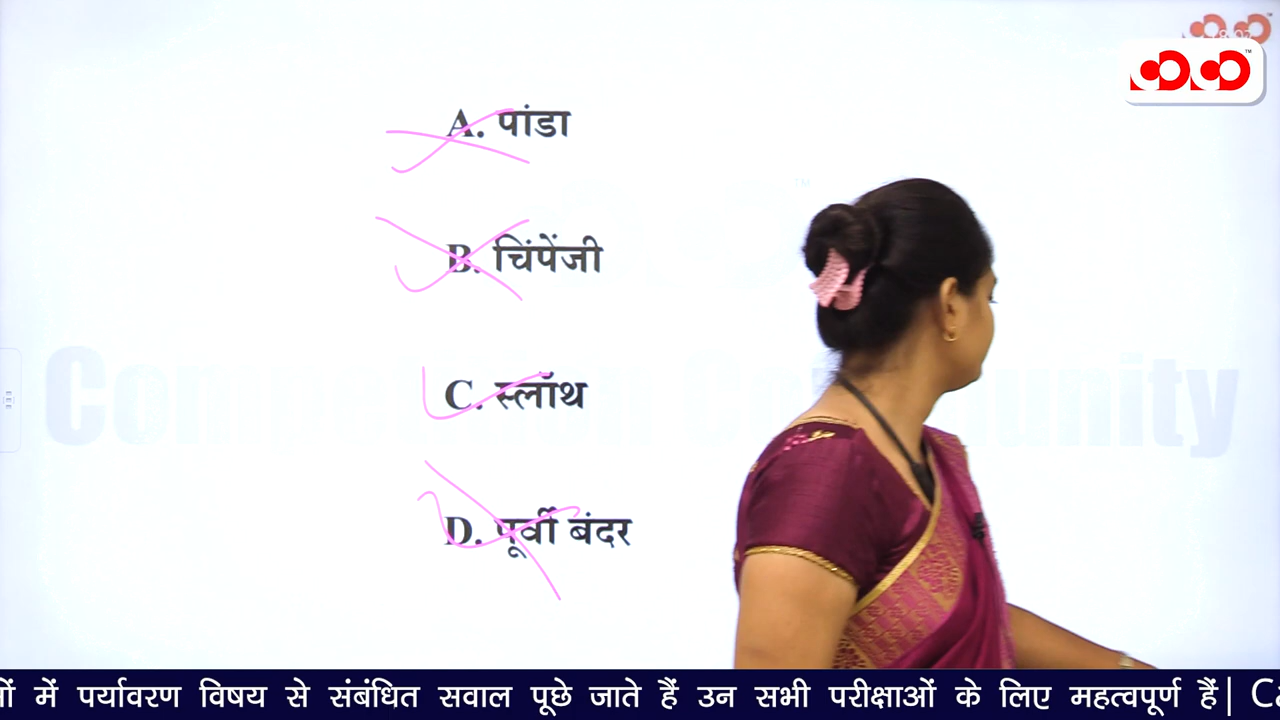 A. पांडा
B. चिंपेंजी
C. स्लॉथ
D. पूर्वी बंदर
में पर्यावरण विषय से संबंधित सवाल पूछे जाते हैं उन सभी परीक्षाओं के लिए महत्वपूर्ण हैं|